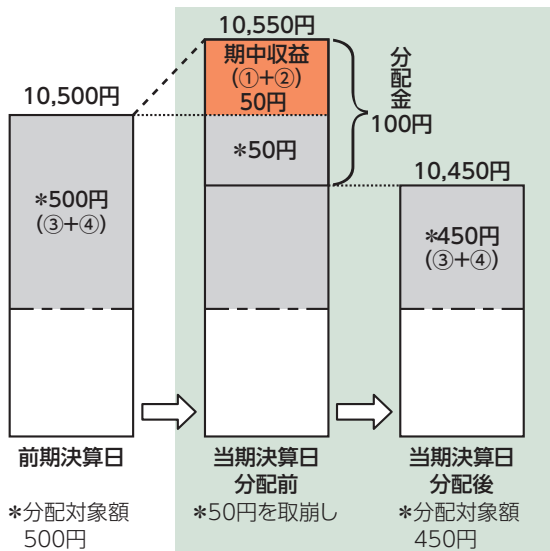 10,500円
*500円
(③+④)
前期決算日
*分配対象額
500円
10,550円
期中収益
(①+②)
50円
*50円
分配金
100円
当期決算日
分配前
*50円を取崩し
10,450円
*450円
(③+④)
当期決算日
分配後
*分配対象額
450円